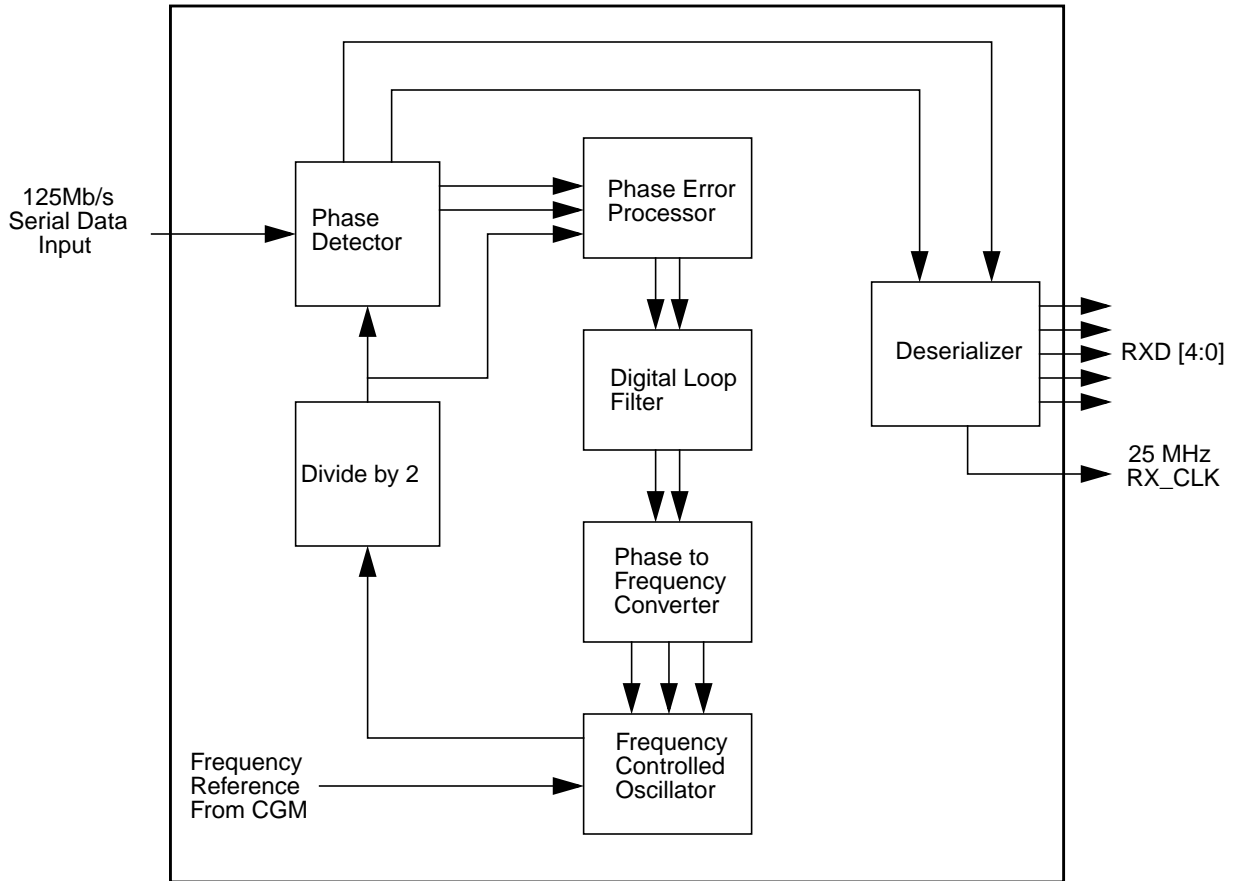 125Mb/s
Serial Data
Input
Phase
Detector
Phase Error
Processor
Deserializer
RXD [4:0]
Digital Loop
Filter
Divide by 2
25 MHz
RX_CLK
Phase to
Frequency
Converter
Frequency
Controlled
Oscillator
Frequency
Reference
From CGM